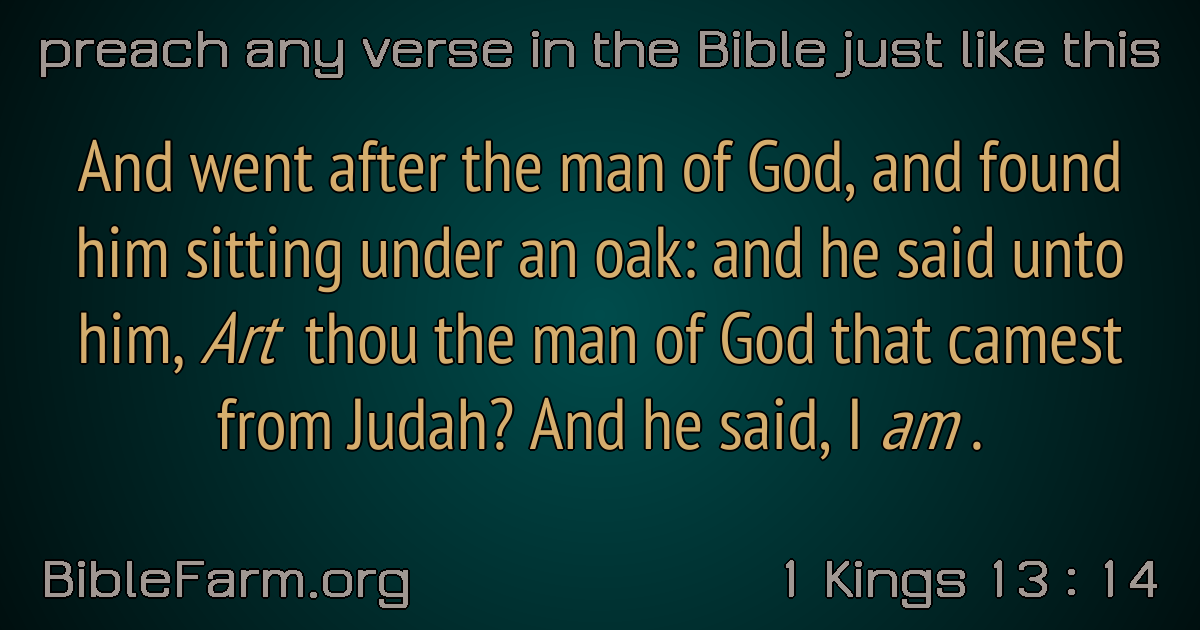 preach any verse in the Bible just like this
And went after the man of God, and found
him sitting under an oak: and he said unto
him, Art thou the man of God that camest
from Judah? And he said, I am .
BibleFarm.org
1 Kings 13 : 14